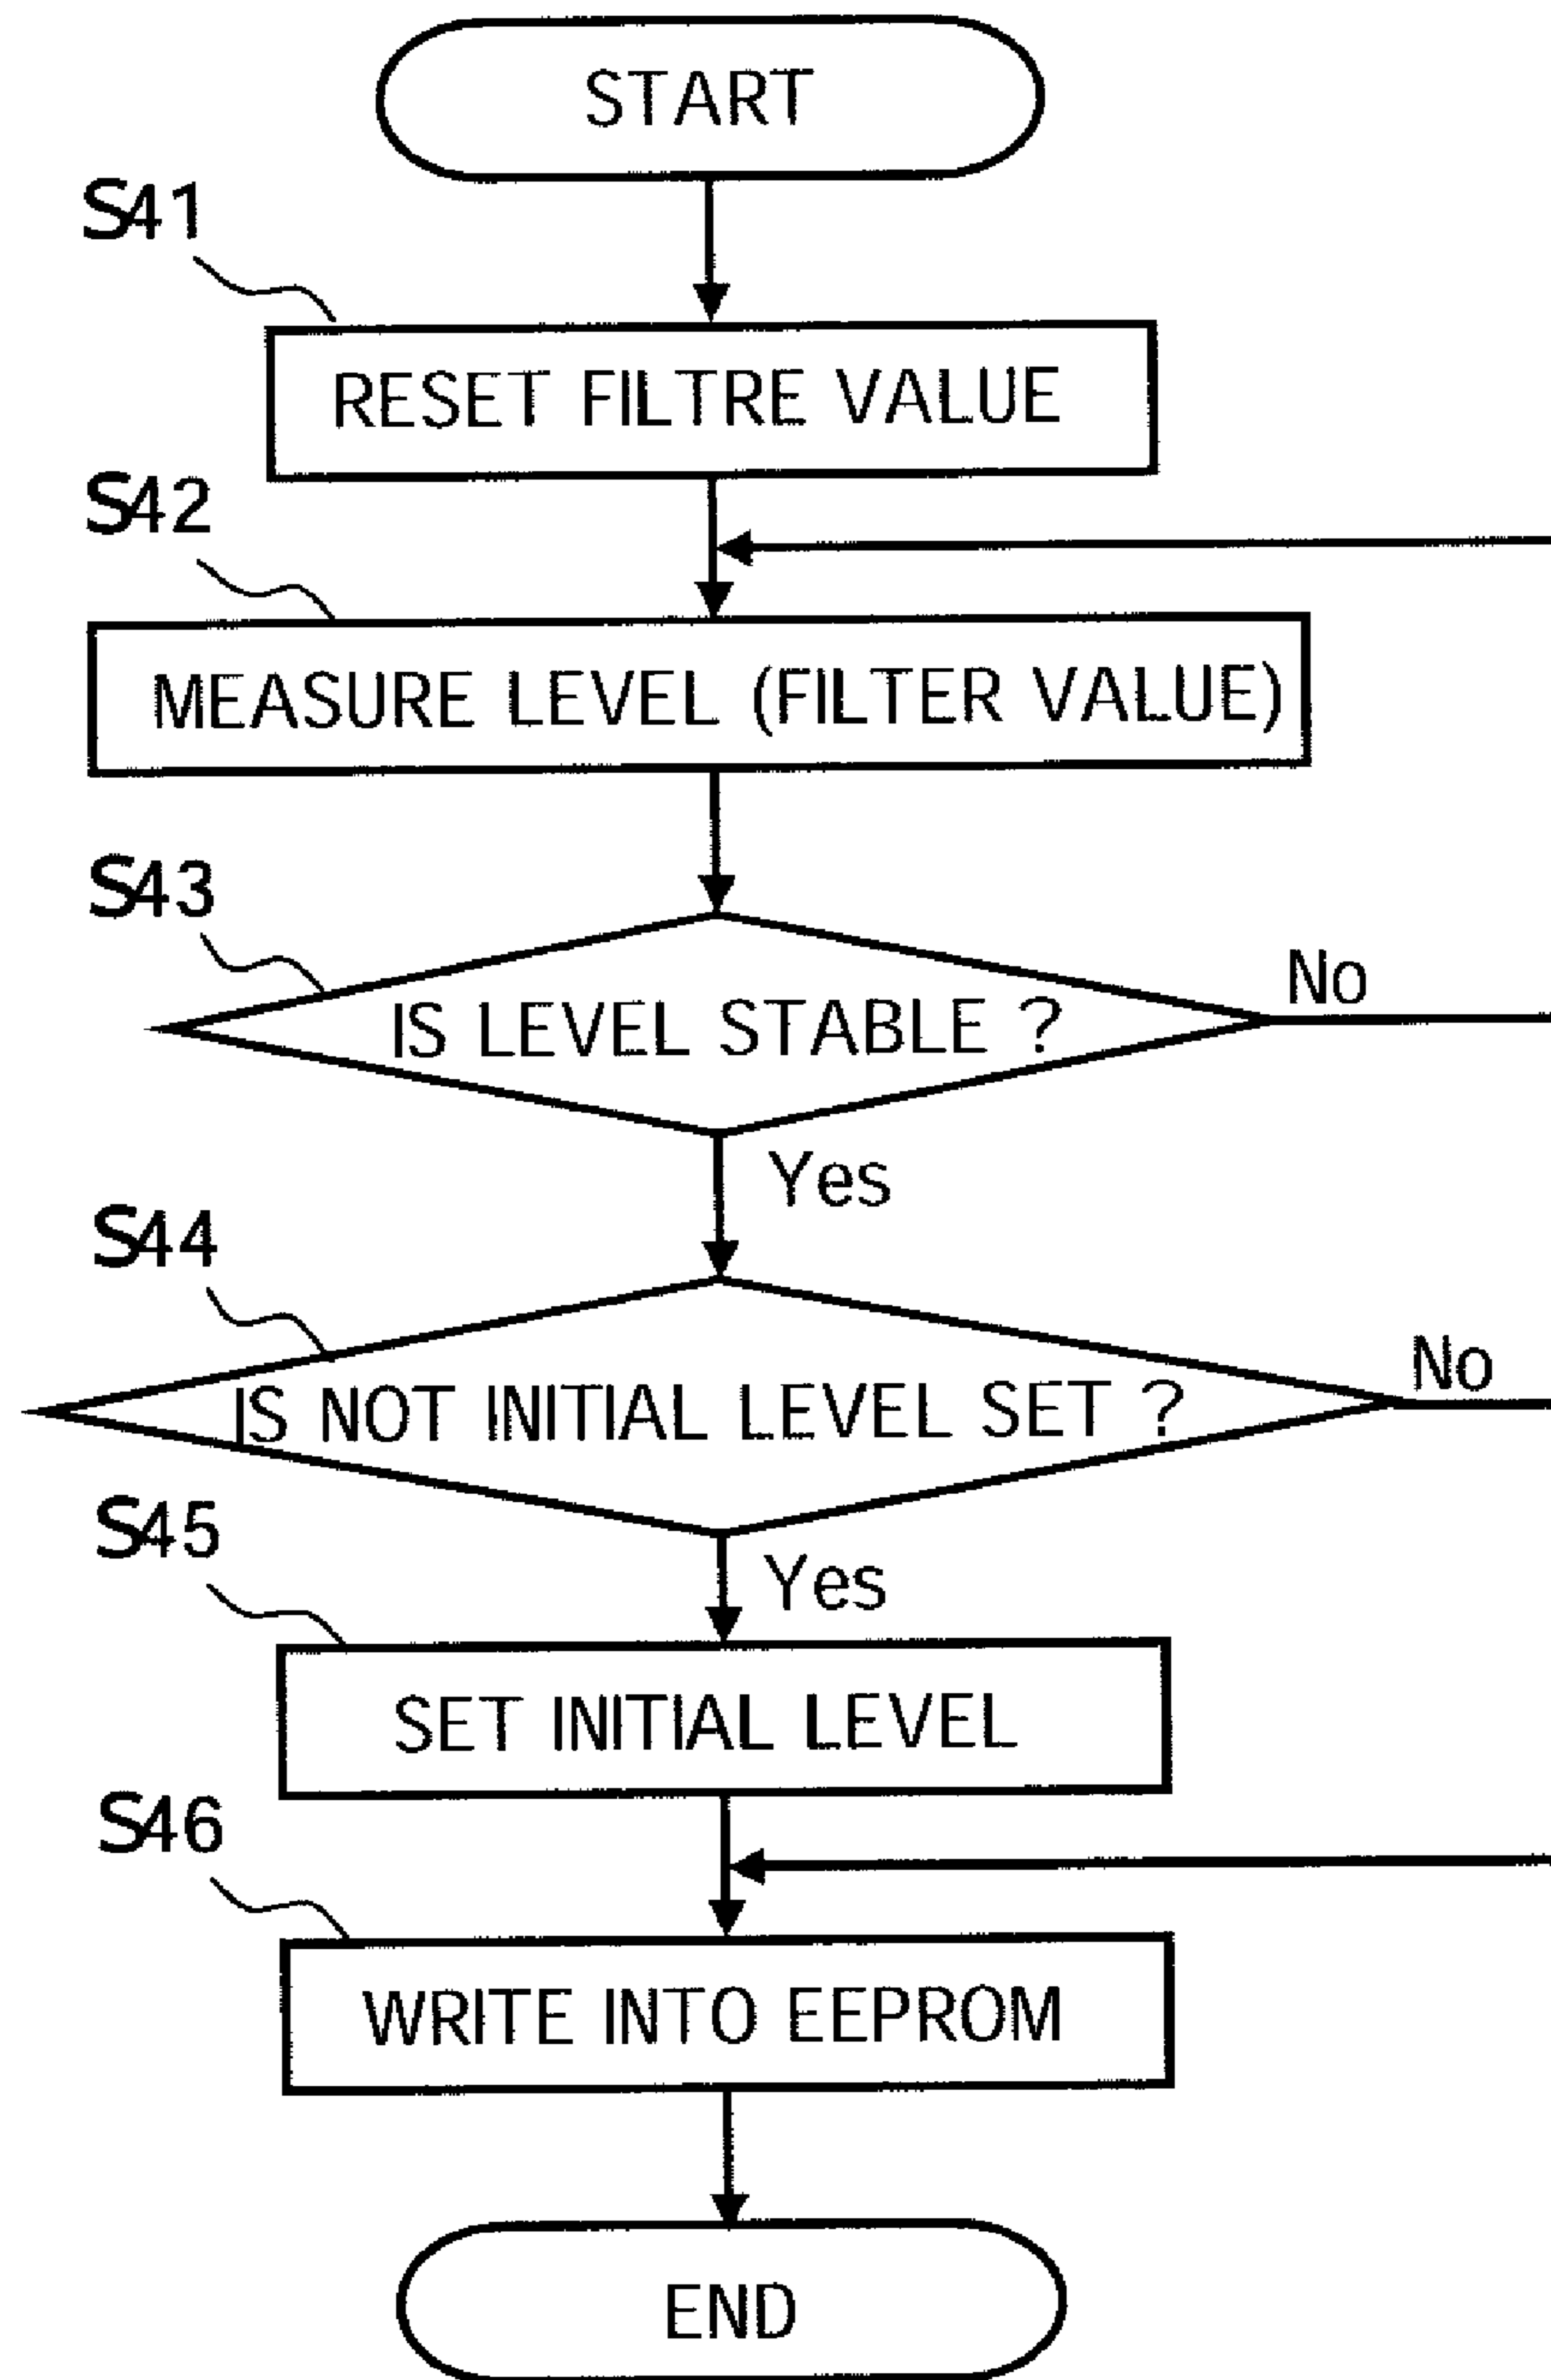 START
S41
RESET FILTRE VALUE
S42
MEASURE LEVEL (FILTER VALUE)
S43
IS LEVEL STABLE ?
No
Yes
S44
IS NOT INITIAL LEVEL SET ?
No
Yes
S45
SET INITIAL LEVEL
S46
WRITE INTO EEPROM
END